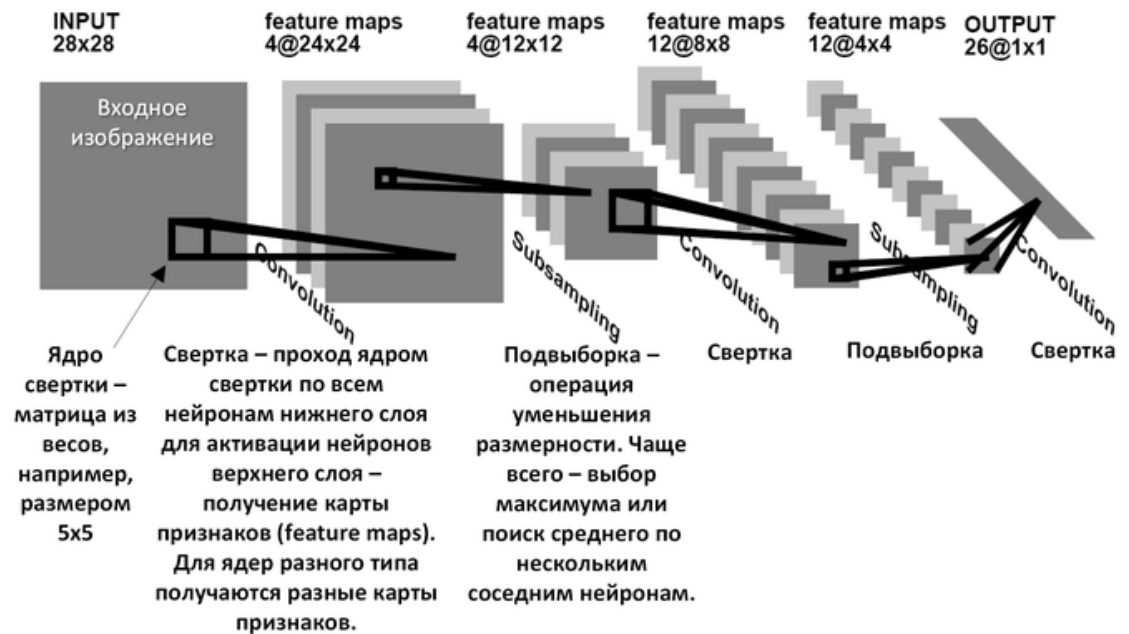 INPUT
28x28
feature maps
4@24x24
feature maps
4@12x12
feature maps
12@8x8
feature maps
12@4x4
OUTPUT
26@1x1
Входное
изображение
Convolution
Subsampling
Convolution
Subsampling
Convolution
Ядро
свертки –
матрица из
весов,
например,
размером
5x5
Свертка – проход ядром
свертки по всем
нейронам нижнего слоя
для активации нейронов
верхнего слоя –
получение карты
признаков (feature maps).
Для ядер разного типа
получаются разные карты
признаков.
Подвыборка –
операция
уменьшения
размерности. Чаще
всего – выбор
максимума или
поиск среднего по
нескольким
соседним нейронам.
Свертка
Подвыборка
Свертка